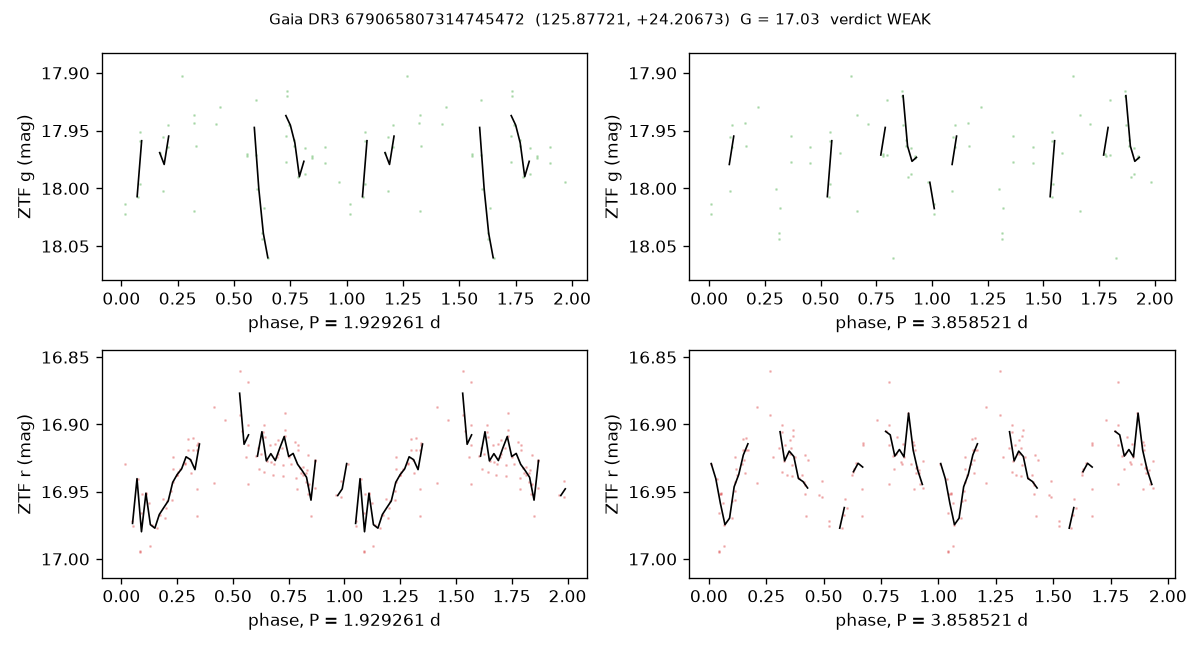 Gaia DR3 679065807314745472  (125.87721, +24.20673)  G = 17.03  verdict WEAK
ZTF g (mag)
17.90
17.95
18.00
18.05
0.00 0.25 0.50 0.75 1.00 1.25 1.50 1.75 2.00
phase, P = 1.929261 d
ZTF g (mag)
17.90
17.95
18.00
18.05
0.00 0.25 0.50 0.75 1.00 1.25 1.50 1.75 2.00
phase, P = 3.858521 d
ZTF r (mag)
16.85
16.90
16.95
17.00
0.00 0.25 0.50 0.75 1.00 1.25 1.50 1.75 2.00
phase, P = 1.929261 d
ZTF r (mag)
16.85
16.90
16.95
17.00
0.00 0.25 0.50 0.75 1.00 1.25 1.50 1.75 2.00
phase, P = 3.858521 d